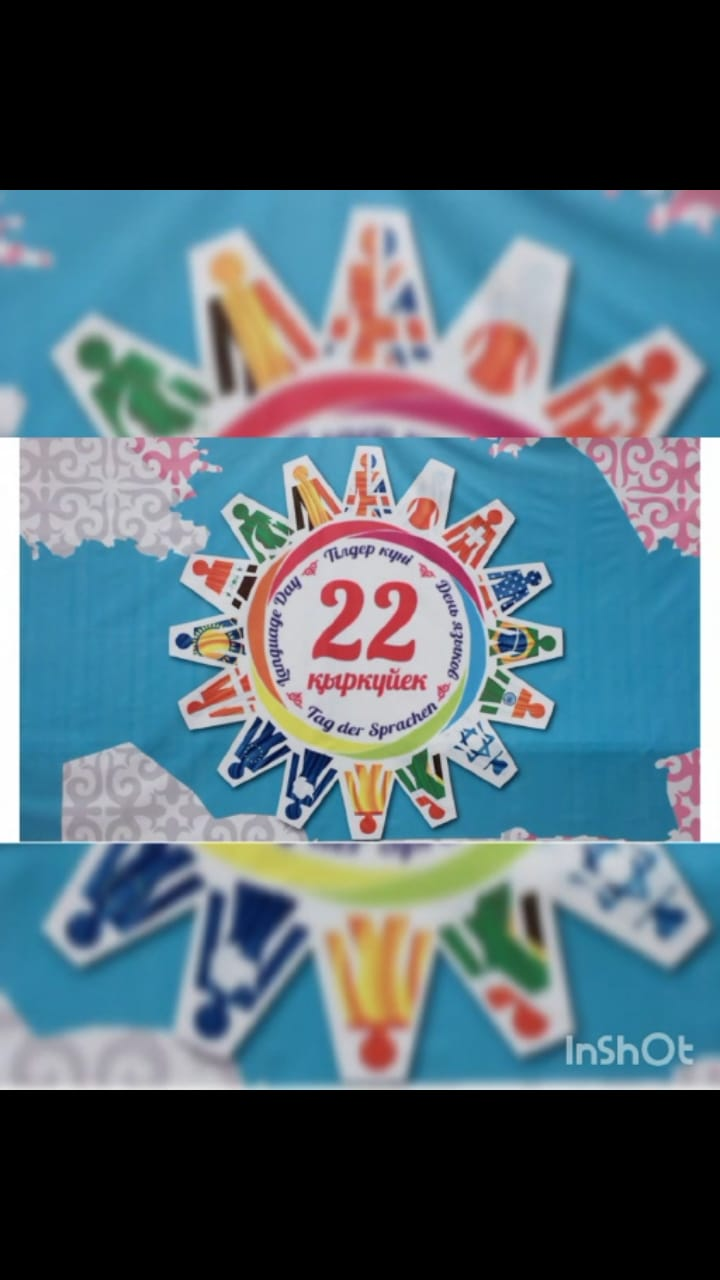 Тілдер күні
Language Day
День языков
22
қыркүйек
Tag der Sprachen
InShOt